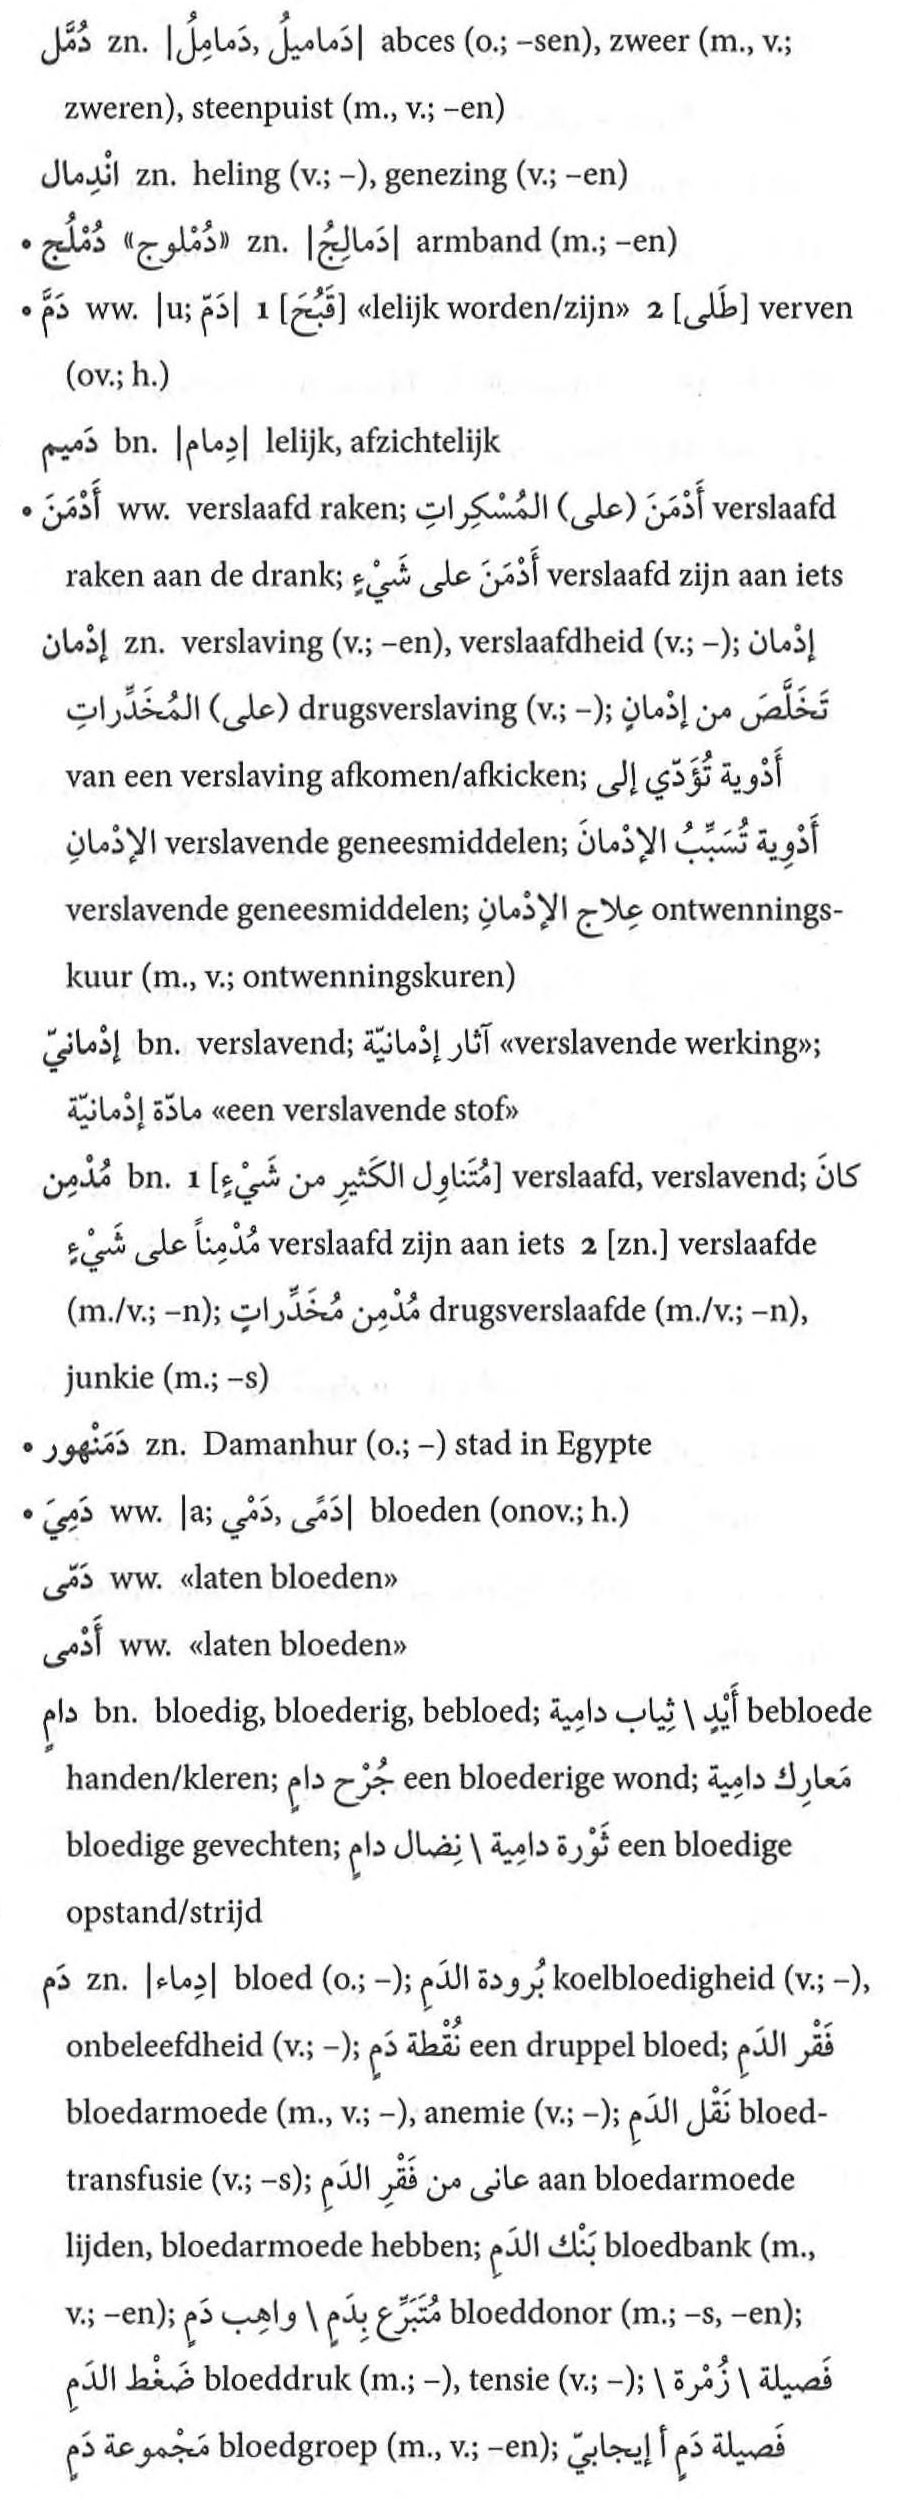 دُمَّل zn. |دَمامِلُ, دَماميلُ| abces (o.; –sen), zweer (m., v.;
zweren), steenpuist (m., v.; –en)
انْدِمال zn. heling (v.; –), genezing (v.; –en)
• دُمْلُج «دُمْلوج» zn. |دَمالِجُ| armband (m.; –en)
• دَمَّ ww. |u; دَمّ| 1 [قَبُحَ] «lelijk worden/zijn» 2 [طَلى] verven
(ov.; h.)
دَميم bn. |دِمام| lelijk, afzichtelijk
• أَدْمَنَ ww. verslaafd raken; أَدْمَنَ (على) المُسْكِراتِ verslaafd
raken aan de drank; أَدْمَنَ على شَيْءٍ verslaafd zijn aan iets
إدْمان zn. verslaving (v.; –en), verslaafdheid (v.; –); إدْمان
(على) المُخَدِّراتِ drugsverslaving (v.; –); تَخَلَّصَ من إدْمانٍ
van een verslaving afkomen/afkicken; أَدْوية تُؤَدّي إلى
الإدْمانِ verslavende geneesmiddelen; أَدْوِية تُسَبِّبُ الإدْمانَ
verslavende geneesmiddelen; عِلاج الإدْمانِ ontwennings-
kuur (m., v.; ontwenningskuren)
إدْمانيّ bn. verslavend; آثار إدْمانيّة «verslavende werking»;
مادّة إدْمانيّة «een verslavende stof»
مُدْمِن bn. 1 [مُتَناوِل الكَثيرِ من شَيْءٍ] verslaafd, verslavend; كانَ
مُدْمِناً على شَيْءٍ verslaafd zijn aan iets 2 [zn.] verslaafde
(m./v.; –n); مُدْمِن مُخَدِّراتٍ drugsverslaafde (m./v.; –n),
junkie (m.; –s)
• دَمَنْهور zn. Damanhur (o.; –) stad in Egypte
• دَمِيَ ww. |a; دَمًى, دَمْي| bloeden (onov.; h.)
دَمّى ww. «laten bloeden»
أَدْمى ww. «laten bloeden»
دامٍ bn. bloedig, bloederig, bebloed; أَيْدٍ \ ثِياب دامِية bebloede
handen/kleren; جُرْح دامٍ een bloederige wond; مَعارِك دامِية
bloedige gevechten; ثَوْرة دامِية \ نِضال دامٍ een bloedige
opstand/strijd
دَم zn. |دِماء| bloed (o.; –); بُرودة الدَمِ koelbloedigheid (v.; –),
onbeleefdheid (v.; –); نُقْطة دَمٍ een druppel bloed; فَقْر الدَمِ
bloedarmoede (m., v.; –), anemie (v.; –); نَقْل الدَمِ bloed-
transfusie (v.; –s); عانى من فَقْرِ الدَمِ aan bloedarmoede
lijden, bloedarmoede hebben; بَنْك الدَمِ bloedbank (m.,
v.; –en); مُتَبَرِّع بِدَمٍ \ واهِب دَمٍ bloeddonor (m.; –s, –en);
ضَغْط الدَمِ bloeddruk (m.; –), tensie (v.; –); فَصيلة \ زُمْرة \
مَجْموعة دَمٍ bloedgroep (m., v.; –en); فَصيلة دَمٍ أ إيجابيّ